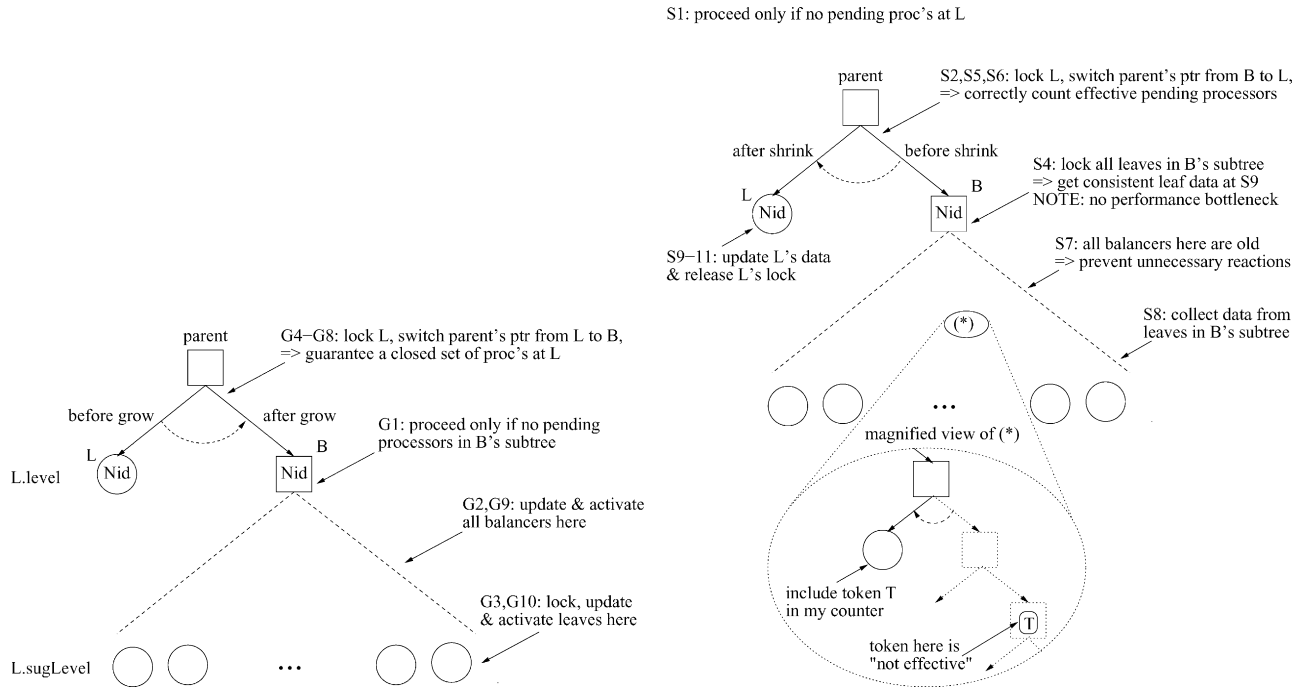 S1: proceed only if no pending proc's at L
parent
S2,S5,S6: lock L, switch parent's ptr from B to L,
=> correctly count effective pending processors
after shrink
before shrink
S4: lock all leaves in B's subtree
=> get consistent leaf data at S9
NOTE: no performance bottleneck
L
B
Nid
Nid
S9−11: update L's data
& release L's lock
S7: all balancers here are old
=> prevent unnecessary reactions
(*)
S8: collect data from
leaves in B's subtree
...
magnified view of (*)
include token T
in my counter
T
token here is
"not effective"
parent
G4−G8: lock L, switch parent's ptr from L to B,
=> guarantee a closed set of proc's at L
before grow
after grow
G1: proceed only if no pending
processors in B's subtree
L
B
L.level
Nid
Nid
G2,G9: update & activate
all balancers here
G3,G10: lock, update
& activate leaves here
L.sugLevel
...